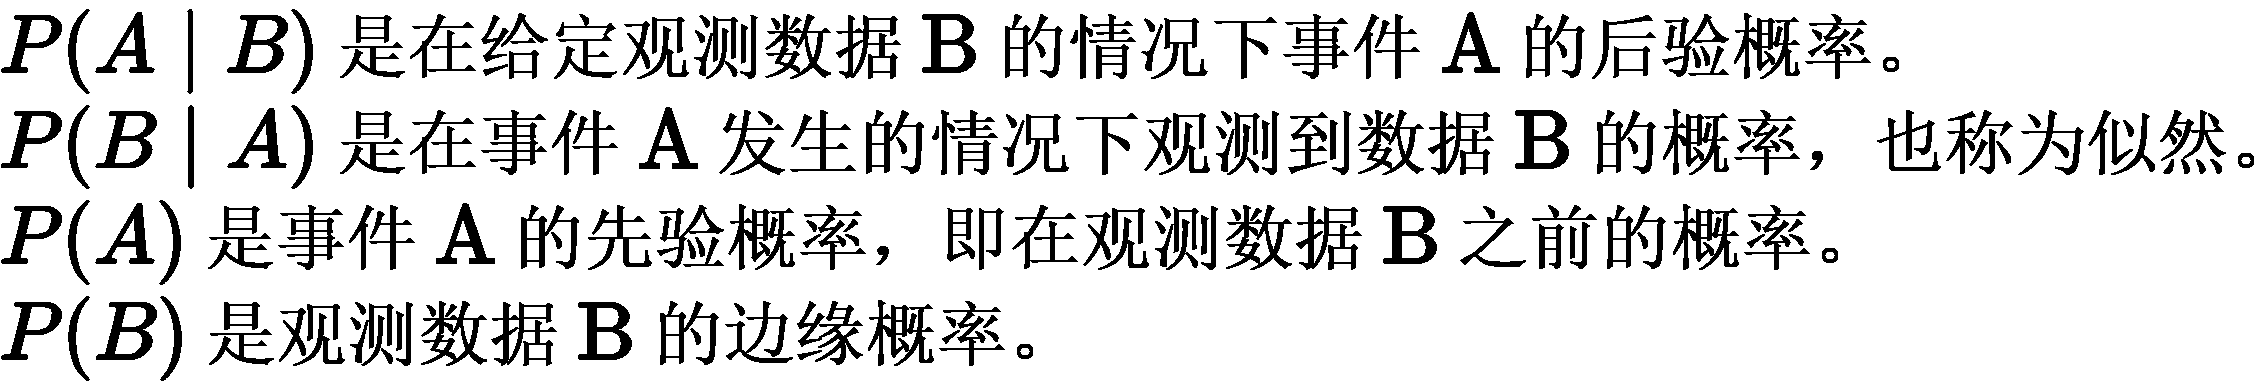 P(A | B) 是在给定观测数据 B 的情况下事件 A 的后验概率。
P(B | A) 是在事件 A 发生的情况下观测到数据 B 的概率，也称为似然。
P(A) 是事件 A 的先验概率，即在观测数据 B 之前的概率。
P(B) 是观测数据 B 的边缘概率。